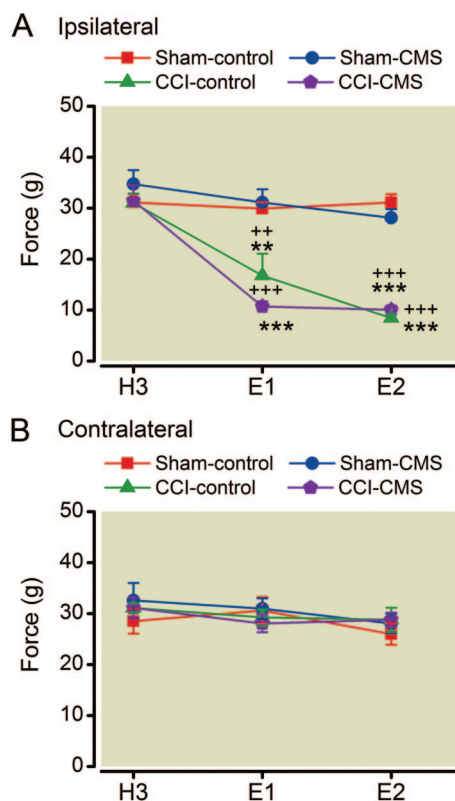 A Ipsilateral
Sham-control Sham-CMS
CCI-control CCI-CMS
50
40
30
20
10
0
Force (g)
++
**
+++
***
+++
***
+++
***
H3 E1 E2
B Contralateral
Sham-control Sham-CMS
CCI-control CCI-CMS
50
40
30
20
10
0
Force (g)
H3 E1 E2